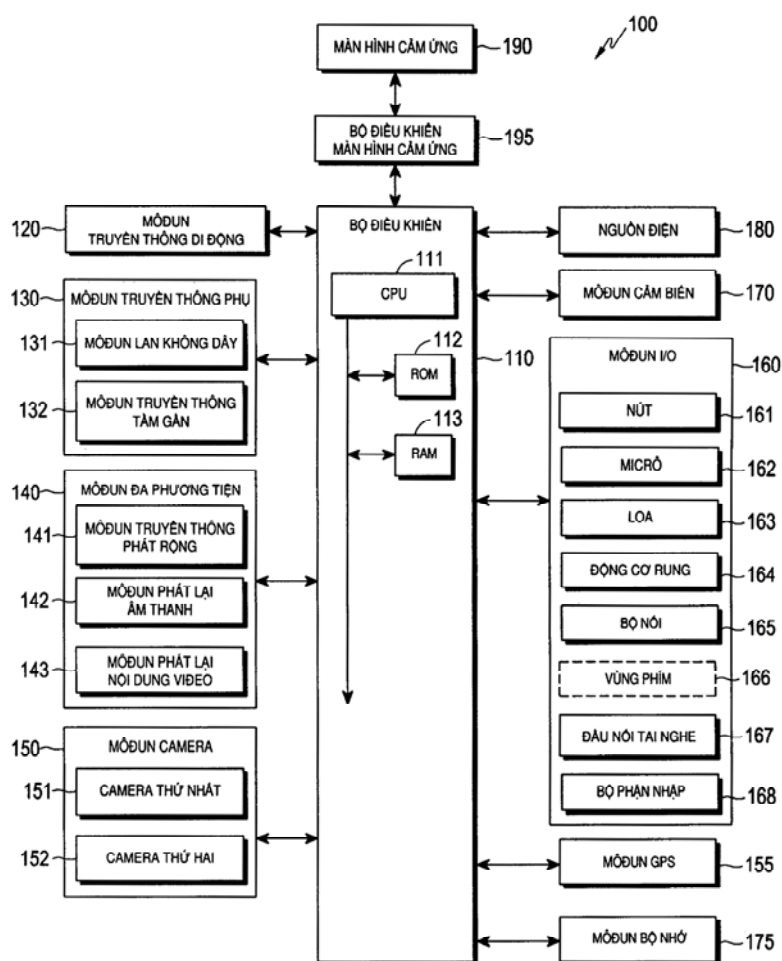 100
MÀN HÌNH CẢM ỨNG
190
BỘ ĐIỀU KHIỂN
MÀN HÌNH CẢM ỨNG
195
120
MÔĐUN
TRUYỀN THÔNG DI ĐỘNG
130
MÔĐUN TRUYỀN THÔNG PHỤ
131
MÔĐUN LAN KHÔNG DÂY
132
MÔĐUN TRUYỀN THÔNG
TẦM GẦN
140
MÔĐUN ĐA PHƯƠNG TIỆN
141
MÔĐUN TRUYỀN THÔNG
PHÁT RỘNG
142
MÔĐUN PHÁT LẠI
ÂM THANH
143
MÔĐUN PHÁT LẠI
NỘI DUNG VIĐEO
150
MÔĐUN CAMERA
151
CAMERA THỨ NHẤT
152
CAMERA THỨ HAI
BỘ ĐIỀU KHIỂN
111
CPU
112
ROM
113
RAM
110
NGUỒN ĐIỆN
180
MÔĐUN CẢM BIẾN
170
MÔĐUN I/O
160
NÚT
161
MICRÔ
162
LOA
163
ĐỘNG CƠ RUNG
164
BỘ NỐI
165
VÙNG PHÍM
166
ĐẦU NỐI TAI NGHE
167
BỘ PHẬN NHẬP
168
MÔĐUN GPS
155
MÔĐUN BỘ NHỚ
175